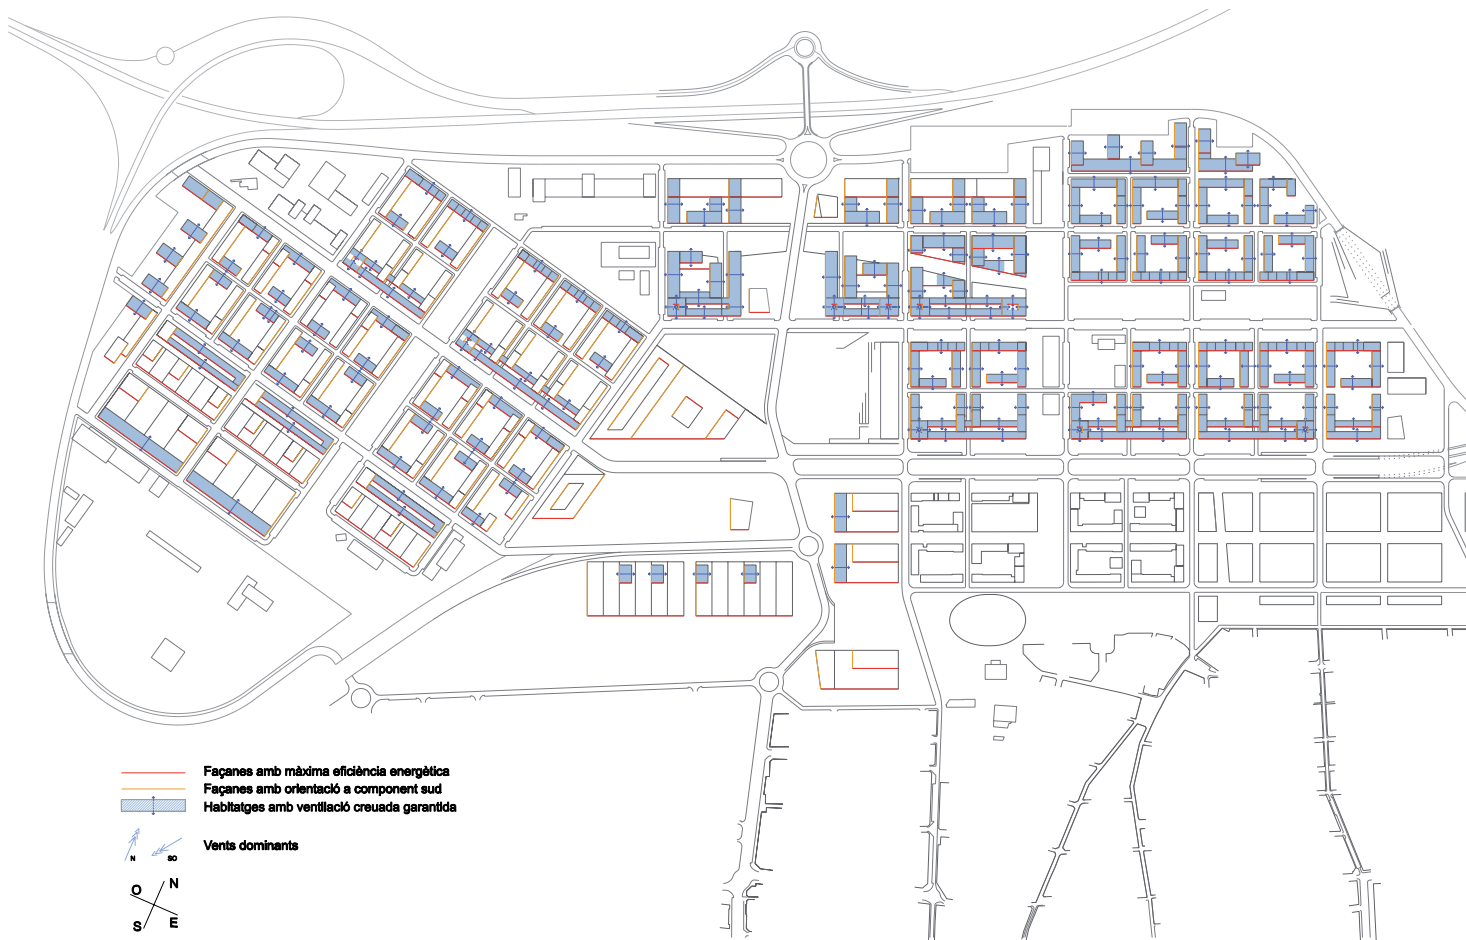 Façanes amb màxima eficiència energètica
Façanes amb orientació a component sud
Habitatges amb ventilació creuada garantida
N SO Vents dominants
O N
S E